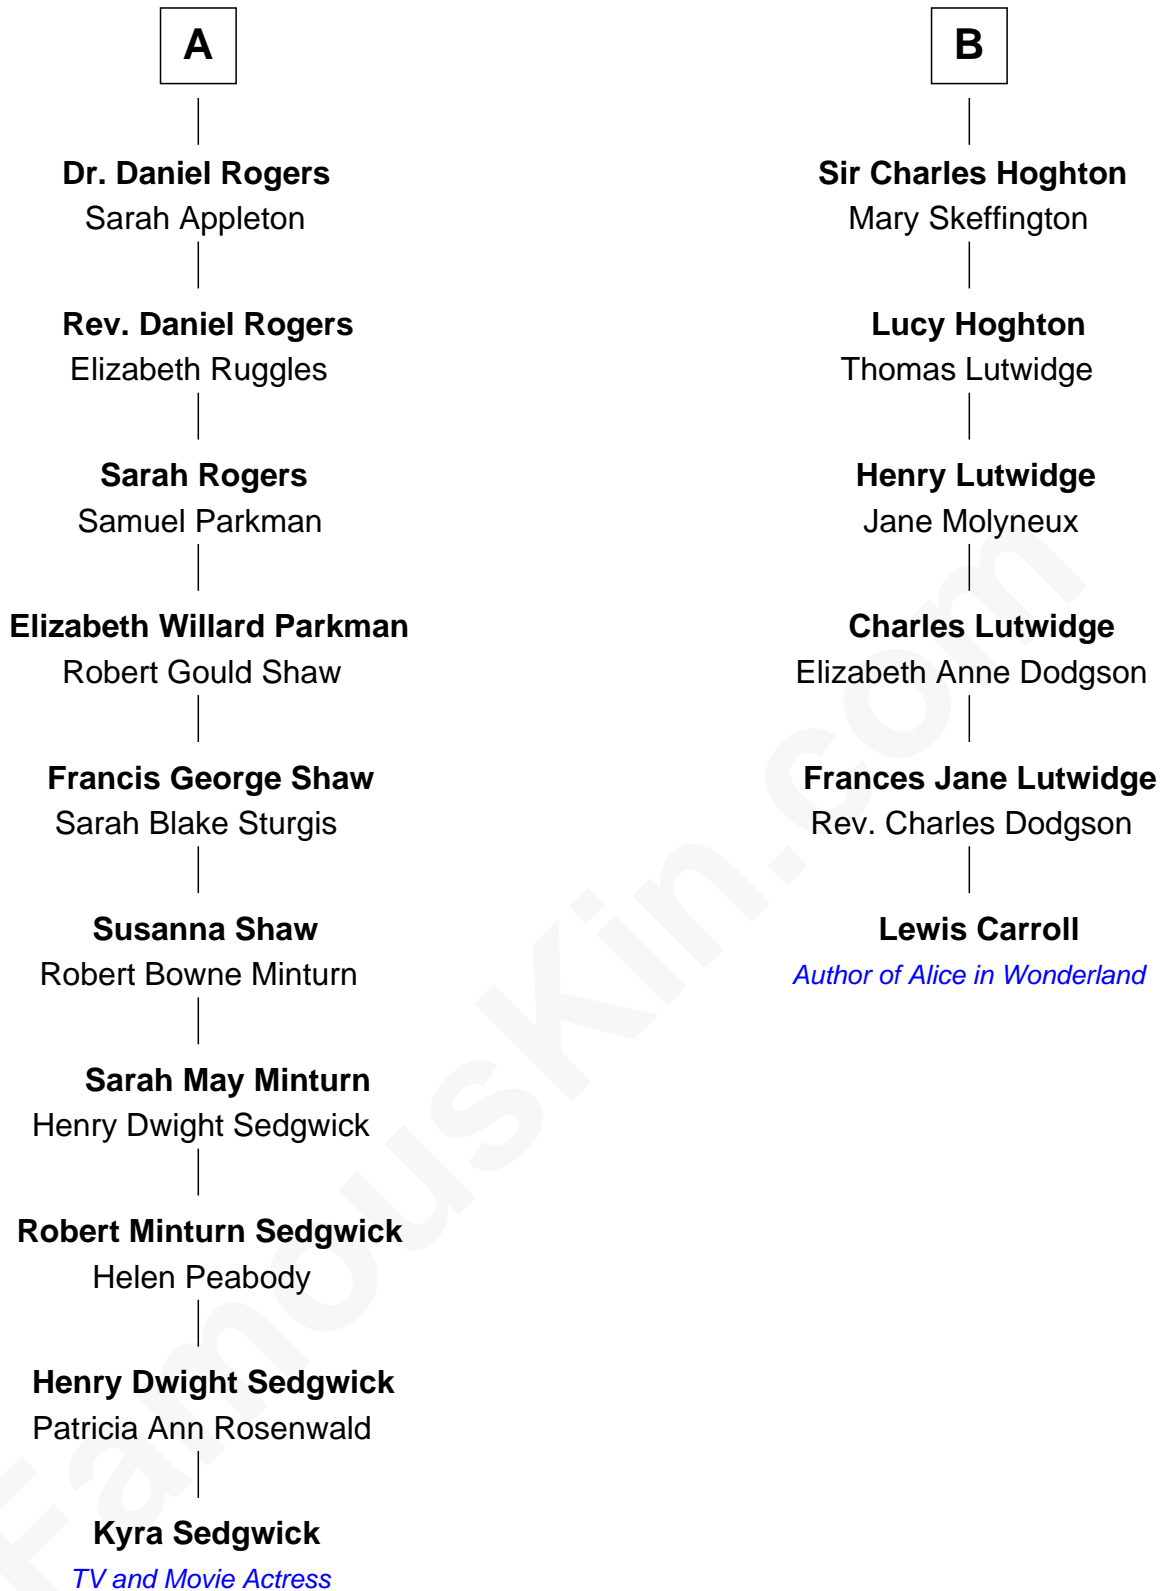 A
Dr. Daniel Rogers
Sarah Appleton
Rev. Daniel Rogers
Elizabeth Ruggles
Sarah Rogers
Samuel Parkman
Elizabeth Willard Parkman
Robert Gould Shaw
Francis George Shaw
Sarah Blake Sturgis
Susanna Shaw
Robert Bowne Minturn
Sarah May Minturn
Henry Dwight Sedgwick
Robert Minturn Sedgwick
Helen Peabody
Henry Dwight Sedgwick
Patricia Ann Rosenwald
Kyra Sedgwick
TV and Movie Actress
B
Sir Charles Hoghton
Mary Skeffington
Lucy Hoghton
Thomas Lutwidge
Henry Lutwidge
Jane Molyneux
Charles Lutwidge
Elizabeth Anne Dodgson
Frances Jane Lutwidge
Rev. Charles Dodgson
Lewis Carroll
Author of Alice in Wonderland
FamousKin.com